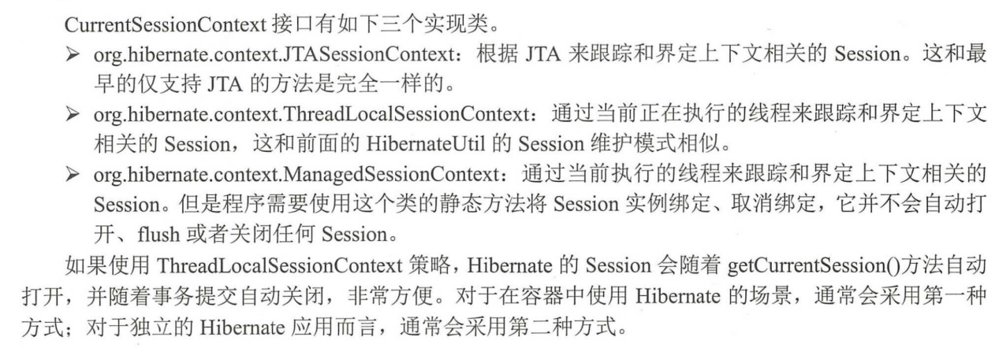 CurrentSessionContext 接口有如下三个实现类。
➢ org.hibernate.context.JTASessionContext：根据 JTA 来跟踪和界定上下文相关的 Session。这和最
早的仅支持 JTA 的方法是完全一样的。
➢ org.hibernate.context.ThreadLocalSessionContext：通过当前正在执行的线程来跟踪和界定上下文
相关的 Session，这和前面的 HibernateUtil 的 Session 维护模式相似。
➢ org.hibernate.context.ManagedSessionContext：通过当前执行的线程来跟踪和界定上下文相关的
Session。但是程序需要使用这个类的静态方法将 Session 实例绑定、取消绑定，它并不会自动打
开、flush 或者关闭任何 Session。
如果使用 ThreadLocalSessionContext 策略，Hibernate 的 Session 会随着 getCurrentSession()方法自动
打开，并随着事务提交自动关闭，非常方便。对于在容器中使用 Hibernate 的场景，通常会采用第一种
方式；对于独立的 Hibernate 应用而言，通常会采用第二种方式。